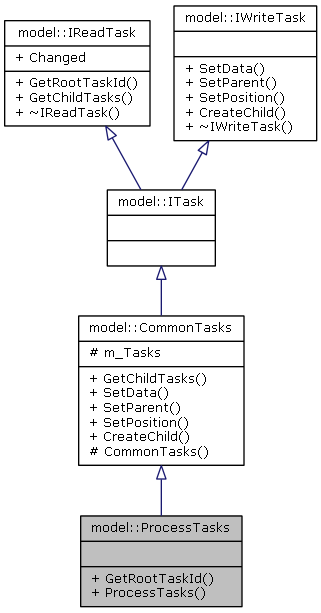 model::IReadTask
+ Changed
+ GetRootTaskId()
+ GetChildTasks()
+ ~IReadTask()
model::IWriteTask
+ SetData()
+ SetParent()
+ SetPosition()
+ CreateChild()
+ ~IWriteTask()
model::ITask
model::CommonTasks
# m_Tasks
+ GetChildTasks()
+ SetData()
+ SetParent()
+ SetPosition()
+ CreateChild()
# CommonTasks()
model::ProcessTasks
+ GetRootTaskId()
+ ProcessTasks()